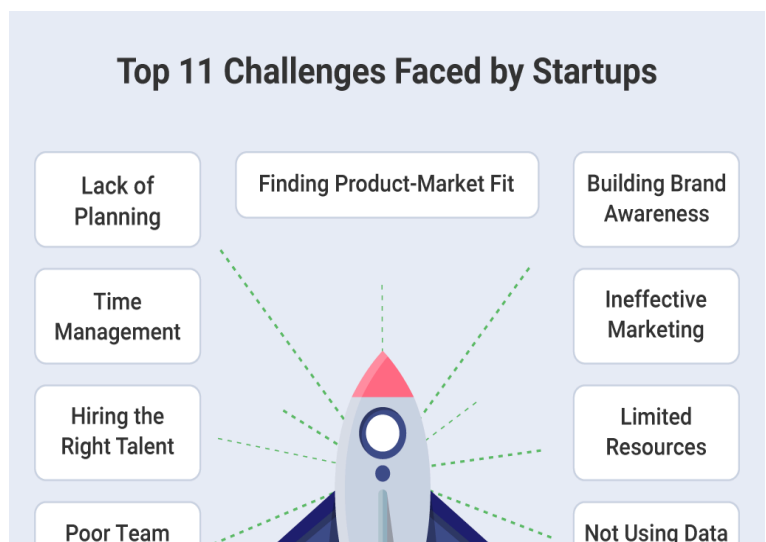 Top 11 Challenges Faced by Startups
Lack of
Planning
Finding Product-Market Fit
Building Brand
Awareness
Time
Management
Ineffective
Marketing
Hiring the
Right Talent
Limited
Resources
Poor Team
Not Using Data